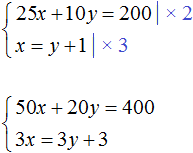 25x+10y = 200 | × 2
x = y+1 | × 3
50x+20y = 400
3x = 3y+3